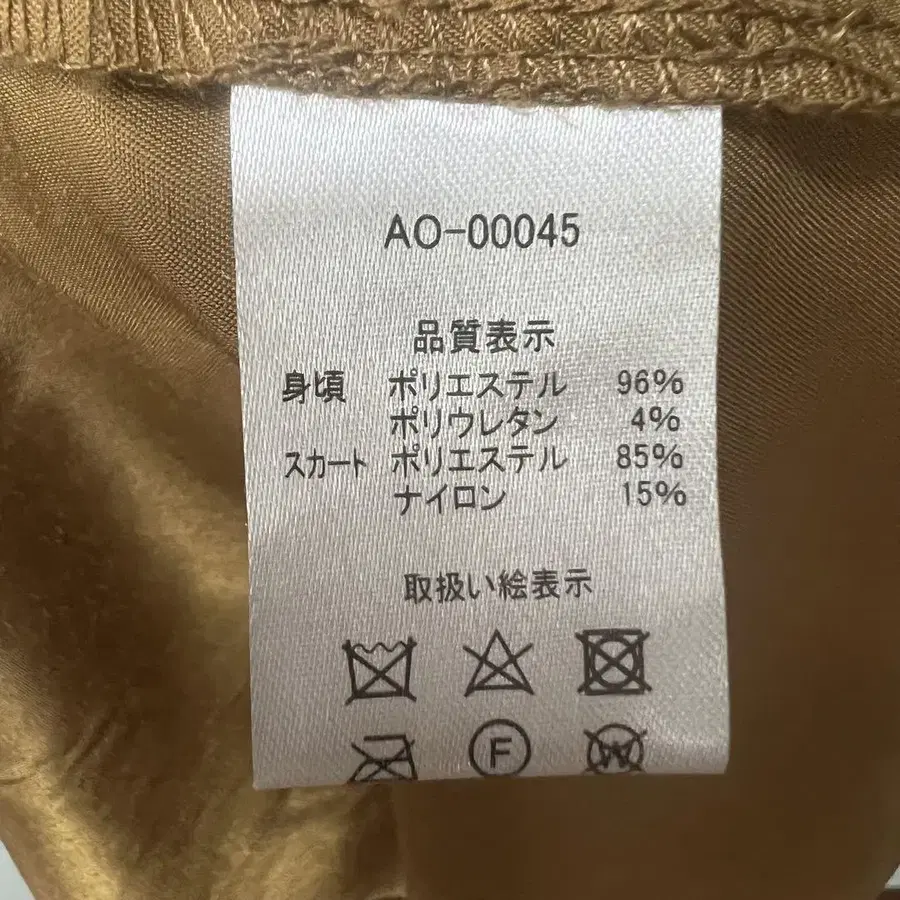 AO-00045
品質表示
身頃 ポリエステル 96%
ポリウレタン 4%
スカート ポリエステル 85%
ナイロン 15%
取扱い絵表示
F
W